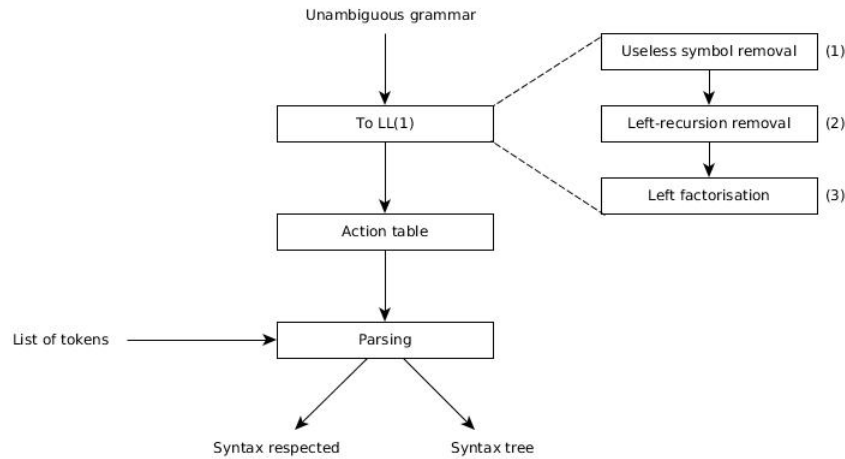 Unambiguous grammar
Useless symbol removal (1)
To LL(1)
Left-recursion removal (2)
Left factorisation (3)
Action table
List of tokens
Parsing
Syntax respected
Syntax tree